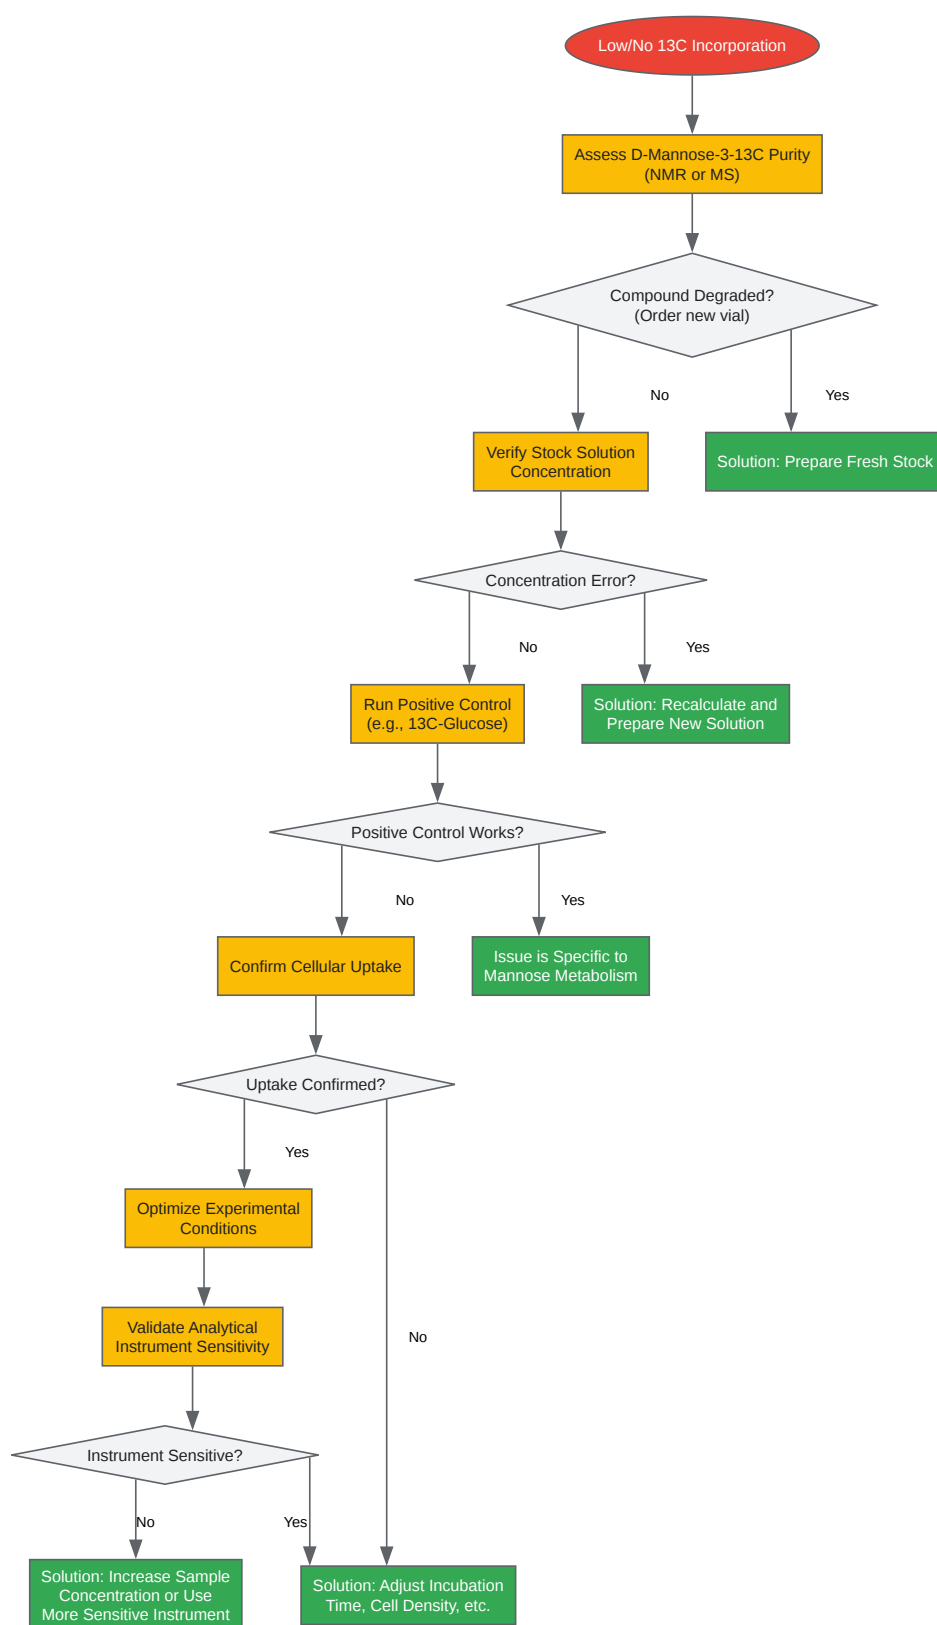 Low/No 13C Incorporation
Assess D-Mannose-3-13C Purity
(NMR or MS)
Compound Degraded?
(Order new vial)
No
Yes
Verify Stock Solution
Concentration
Solution: Prepare Fresh Stock
Concentration Error?
No
Yes
Run Positive Control
(e.g., 13C-Glucose)
Solution: Recalculate and
Prepare New Solution
Positive Control Works?
No
Yes
Confirm Cellular Uptake
Issue is Specific to
Mannose Metabolism
Uptake Confirmed?
Yes
Optimize Experimental
Conditions
Validate Analytical
Instrument Sensitivity
No
Instrument Sensitive?
No
Yes
Solution: Increase Sample
Concentration or Use
More Sensitive Instrument
Solution: Adjust Incubation
Time, Cell Density, etc.